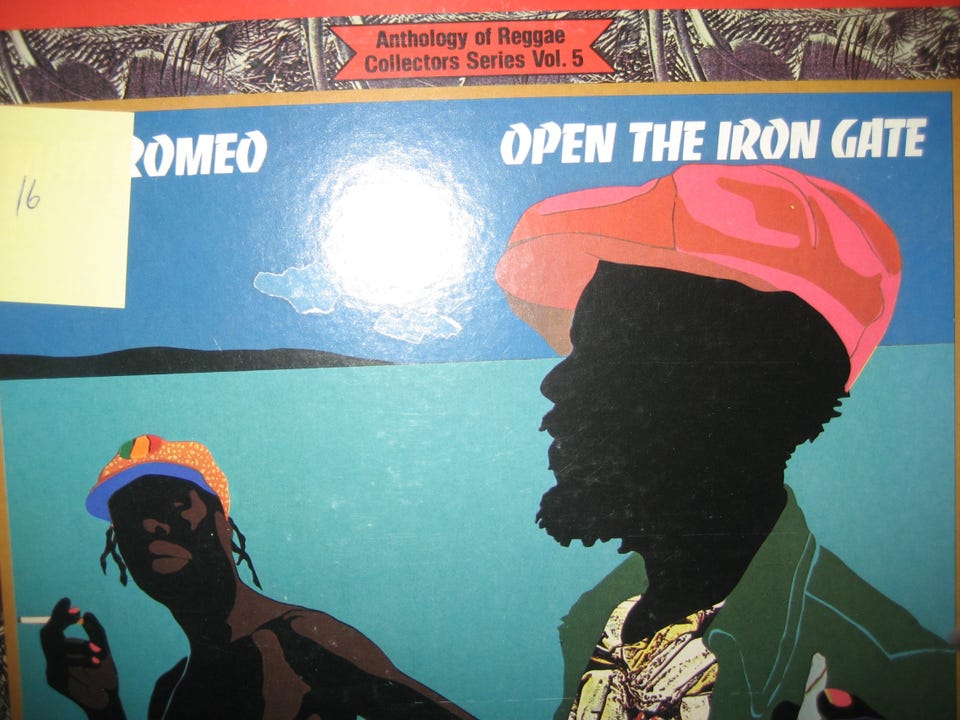 Anthology of Reggae
Collectors Series Vol. 5
ROMEO
OPEN THE IRON GATE
16